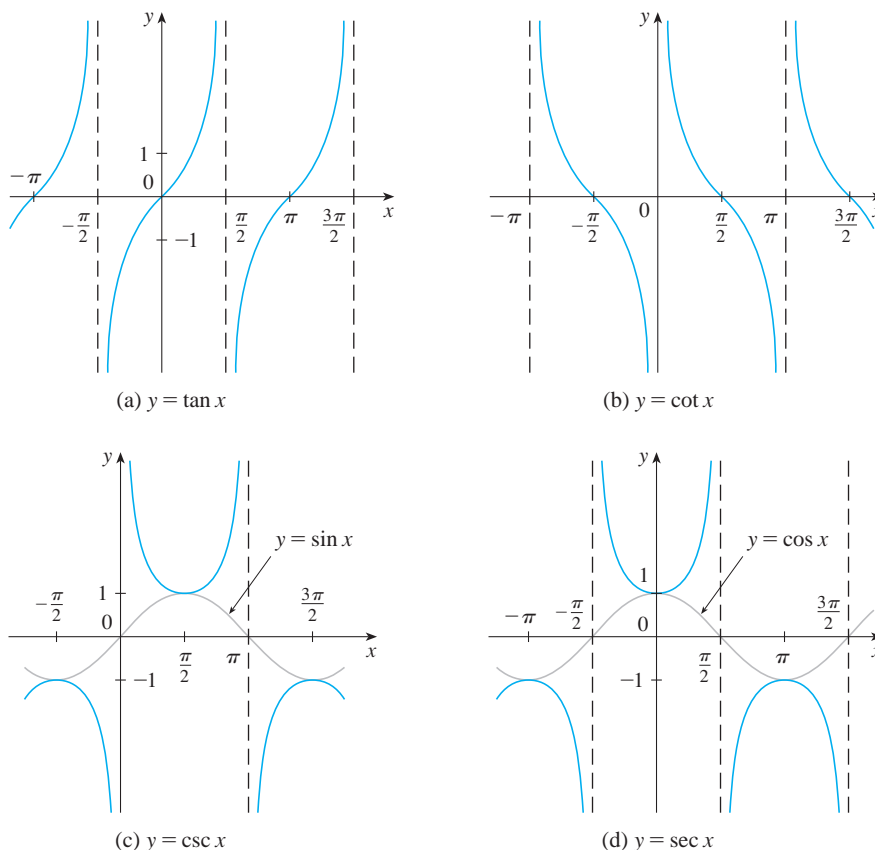 y
1
0
−π
−π/2
−1
π/2
π
3π/2
x
(a) y = tan x
y
−π
−π/2
0
π/2
π
3π/2
x
(b) y = cot x
y
y = sin x
1
−π/2
0
3π/2
π/2
π
x
−1
(c) y = csc x
y
y = cos x
1
−π
−π/2
0
3π/2
π/2
π
x
−1
(d) y = sec x